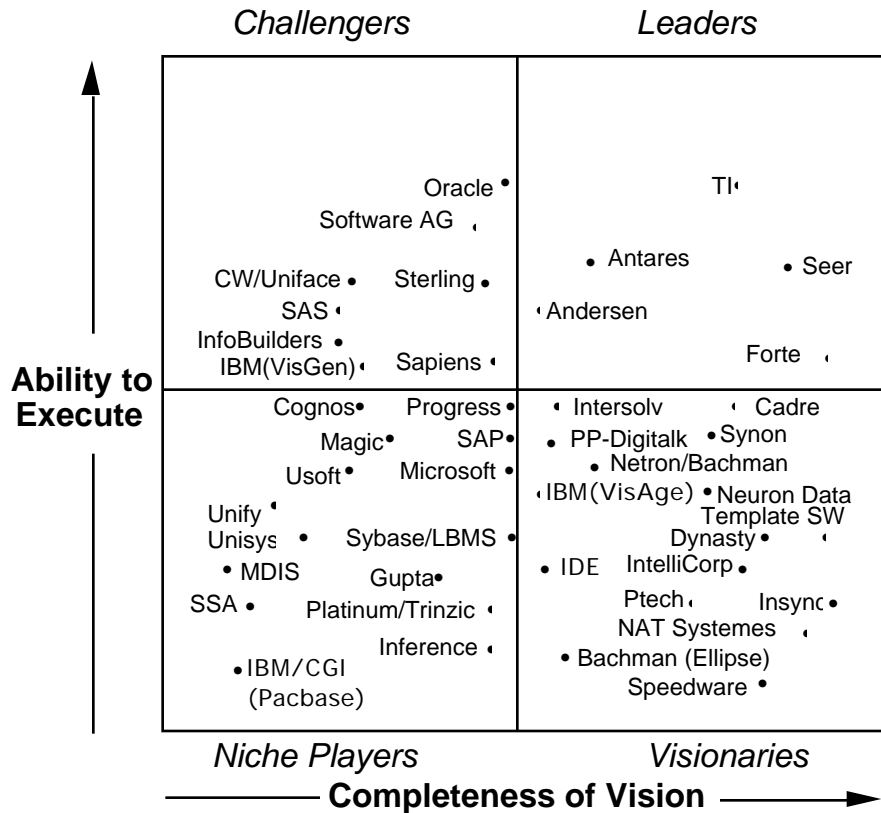 Challengers
Leaders
Oracle
TI
Software AG
Antares
Seer
CW/Uniface
Sterling
SAS
Andersen
InfoBuilders
IBM(VisGen)
Sapiens
Forte
Ability to
Execute
Cognos
Progress
Intersolv
Cadre
Magic
SAP
PP-Digitalk
Synon
Usoft
Microsoft
Netron/Bachman
IBM(VisAge)
Neuron Data
Unify
Template SW
Unisys
Sybase/LBMS
Dynasty
MDIS
Gupta
IDE
IntelliCorp
SSA
Platinum/Trinzic
Ptech
Insync
NAT Systemes
Inference
Bachman (Ellipse)
IBM/CGI
(Pacbase)
Speedware
Niche Players
Visionaries
Completeness of Vision